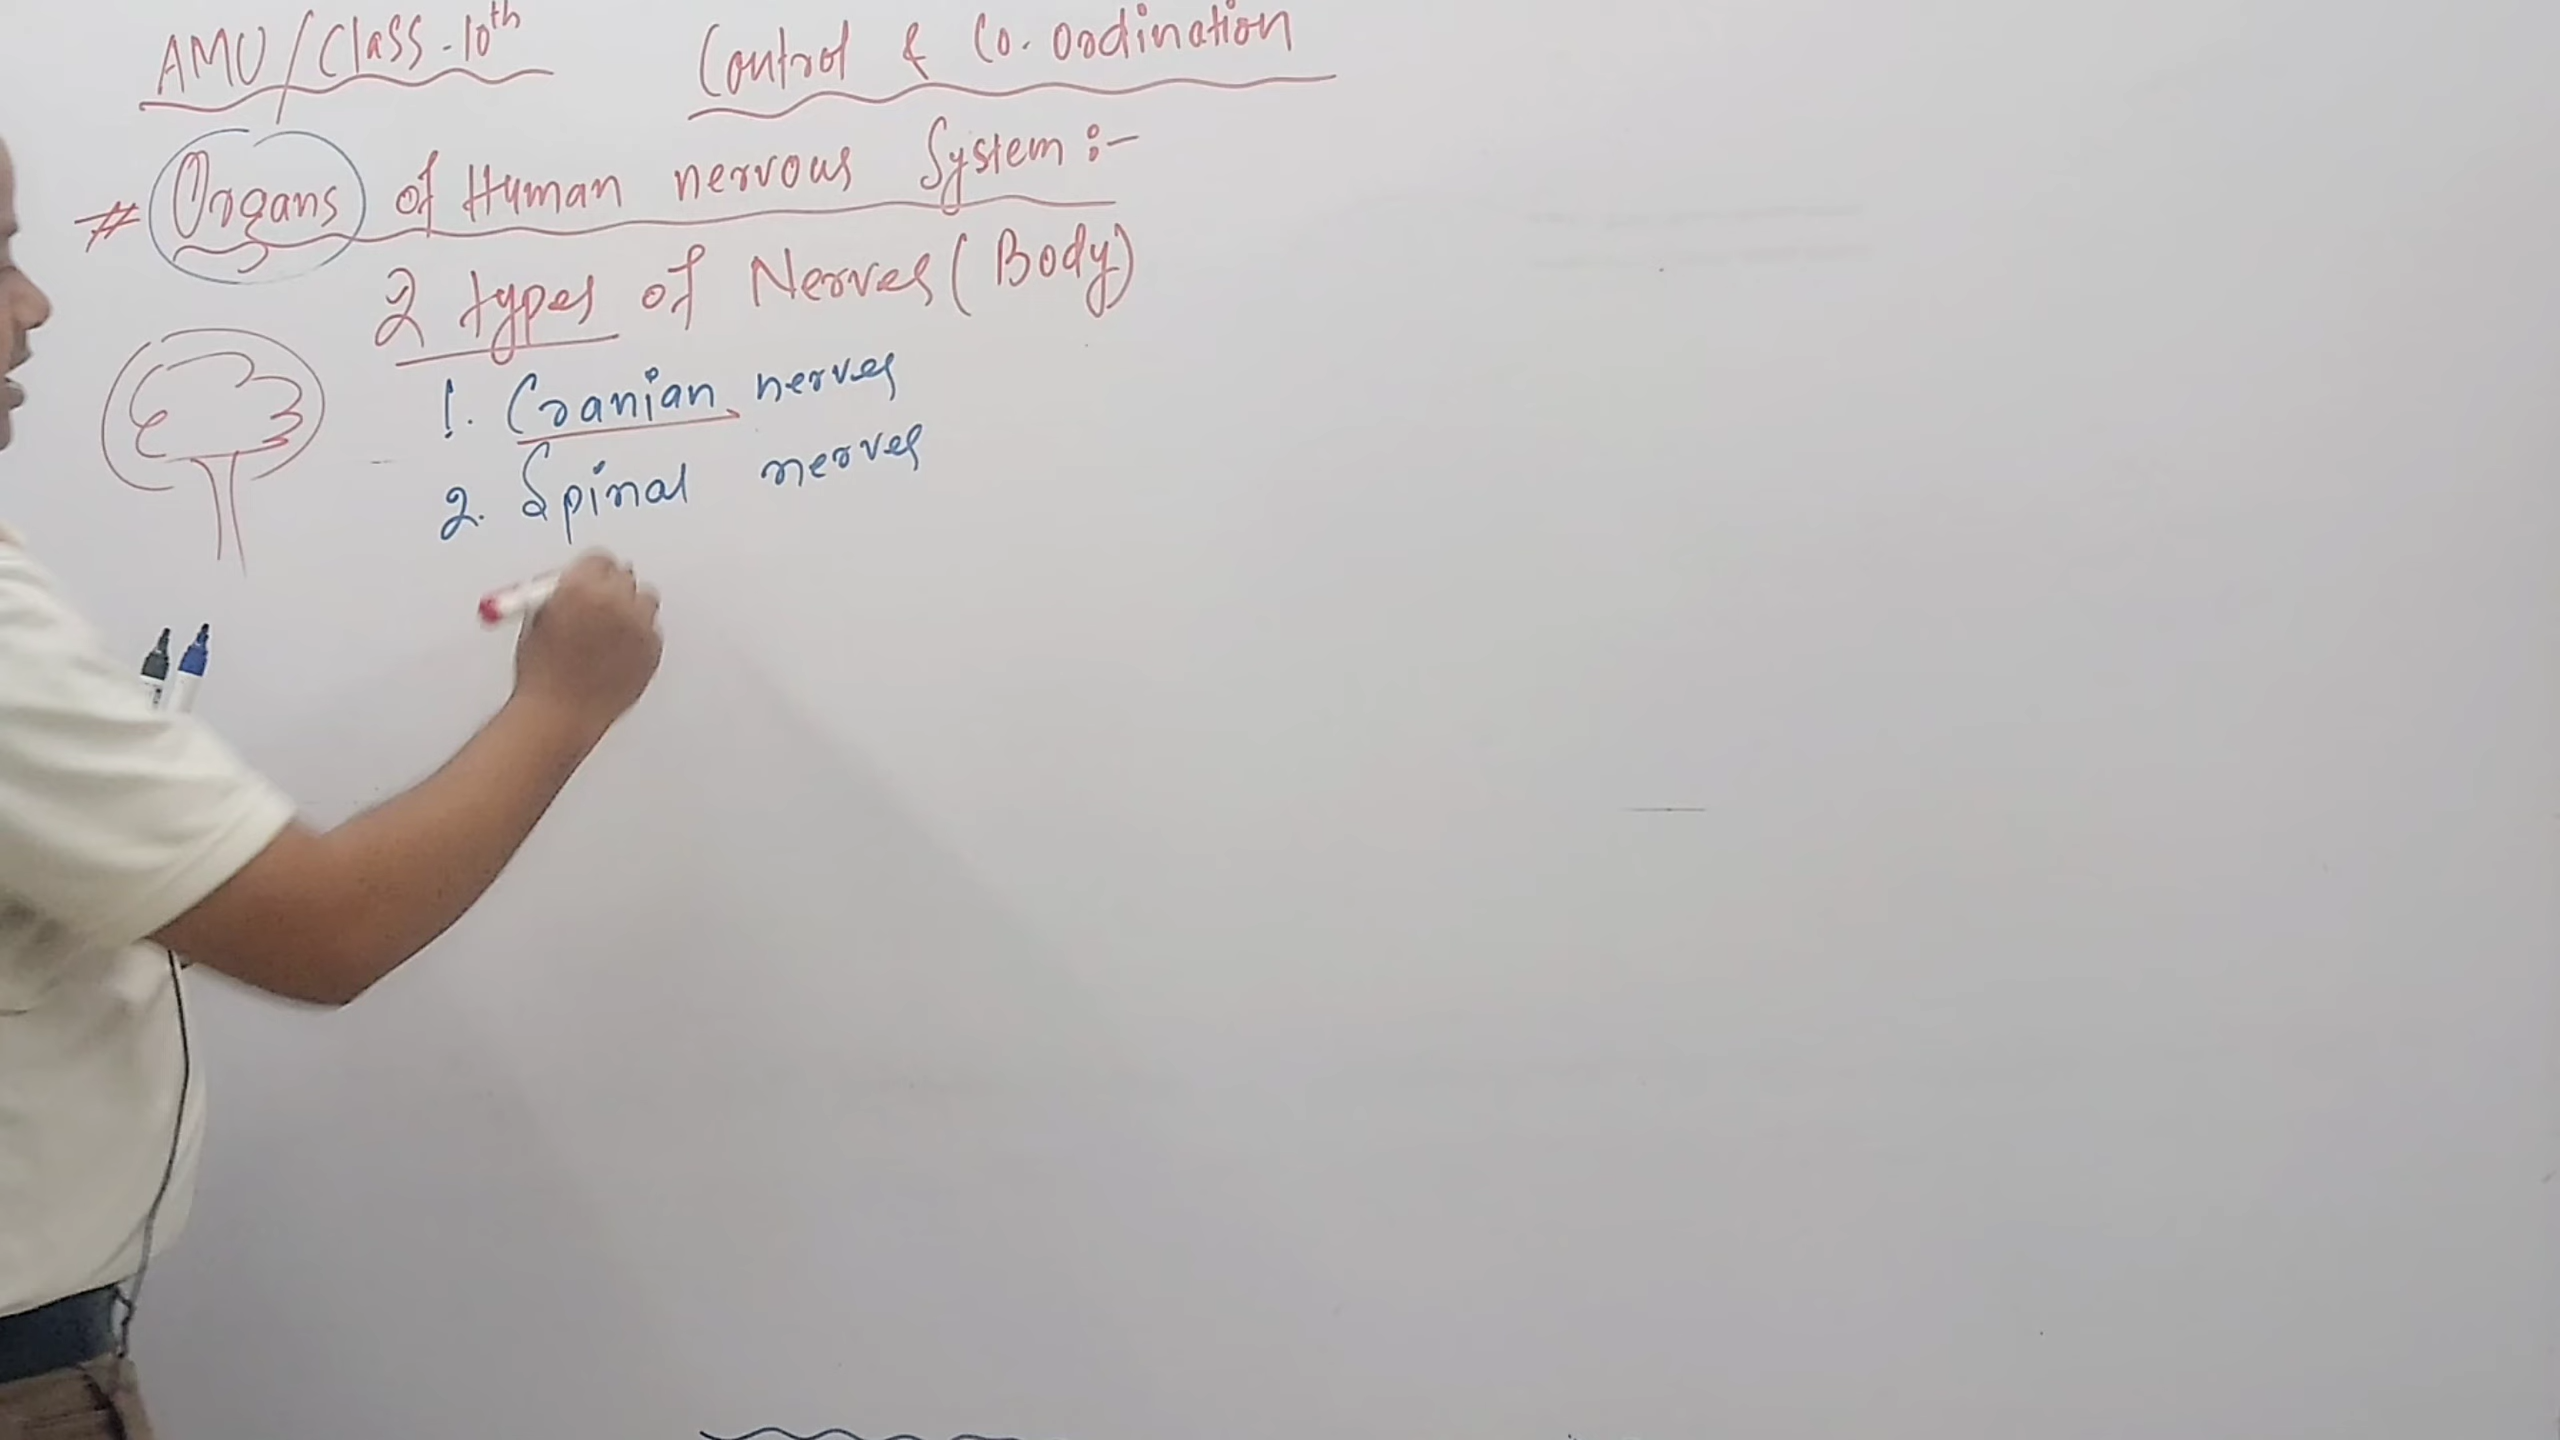 AMU/Class-10th
Control & Co-ordination
# Organs of Human nervous System:-
2 types of Nerves (Body)
1. Cranian nerves
2. Spinal nerves